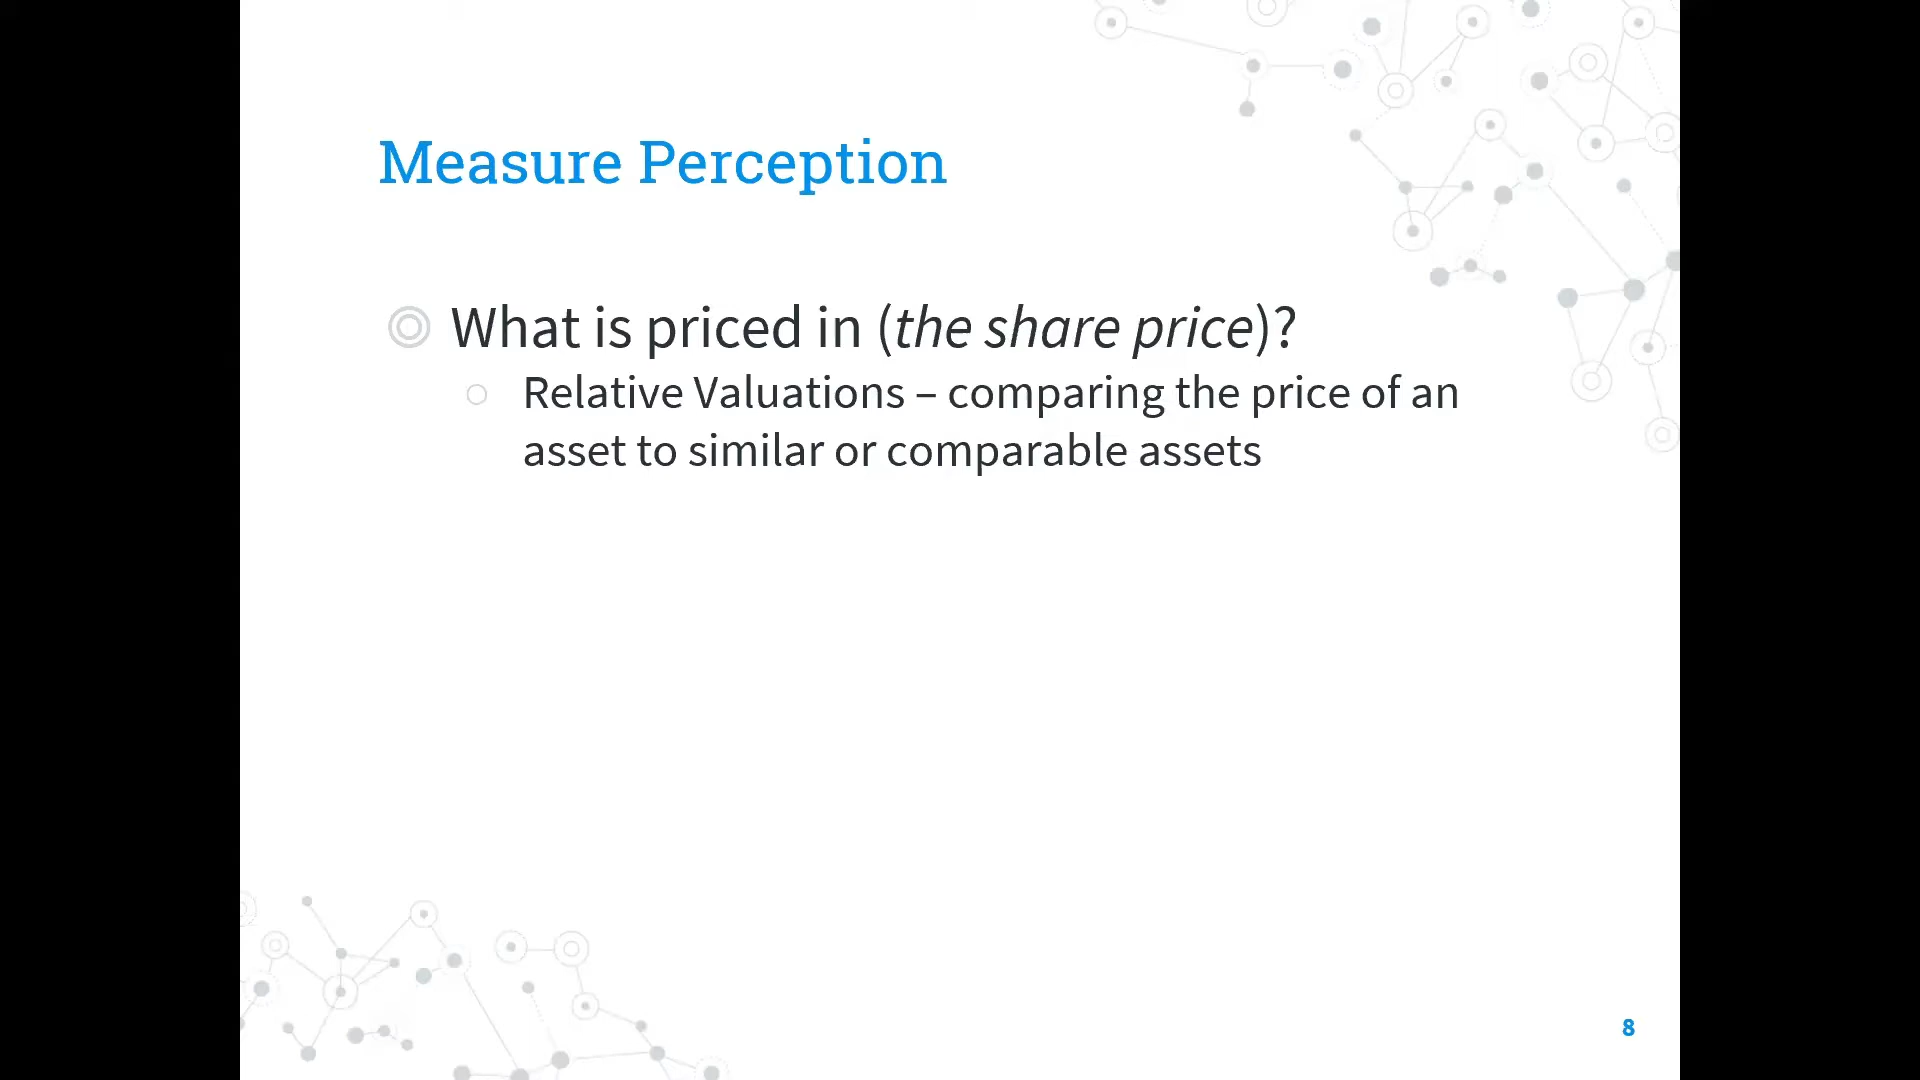 Measure Perception
What is priced in (the share price)?
Relative Valuations – comparing the price of an
asset to similar or comparable assets
8